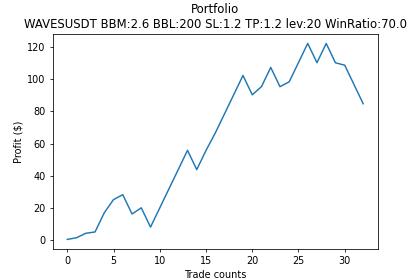 Portfolio
WAVESUSDT BBM:2.6 BBL:200 SL:1.2 TP:1.2 lev:20 WinRatio:70.0
120
100
80
60
40
20
0
Profit ($)
0 5 10 15 20 25 30
Trade counts